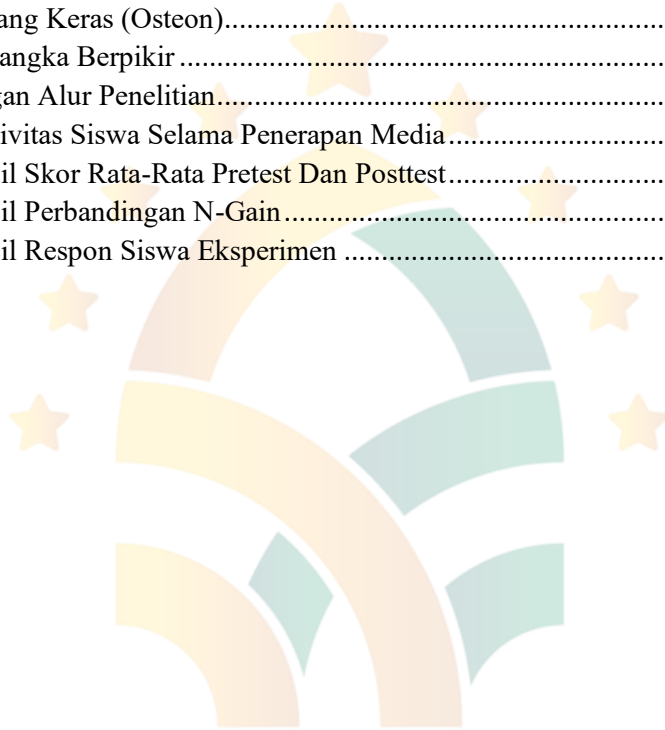 ang Keras (Osteon)..........................................................
angka Berpikir ................................................................
gan Alur Penelitian...........................................................
ivitas Siswa Selama Penerapan Media.............................
il Skor Rata-Rata Pretest Dan Posttest.............................
il Perbandingan N-Gain...................................................
il Respon Siswa Eksperimen ...........................................